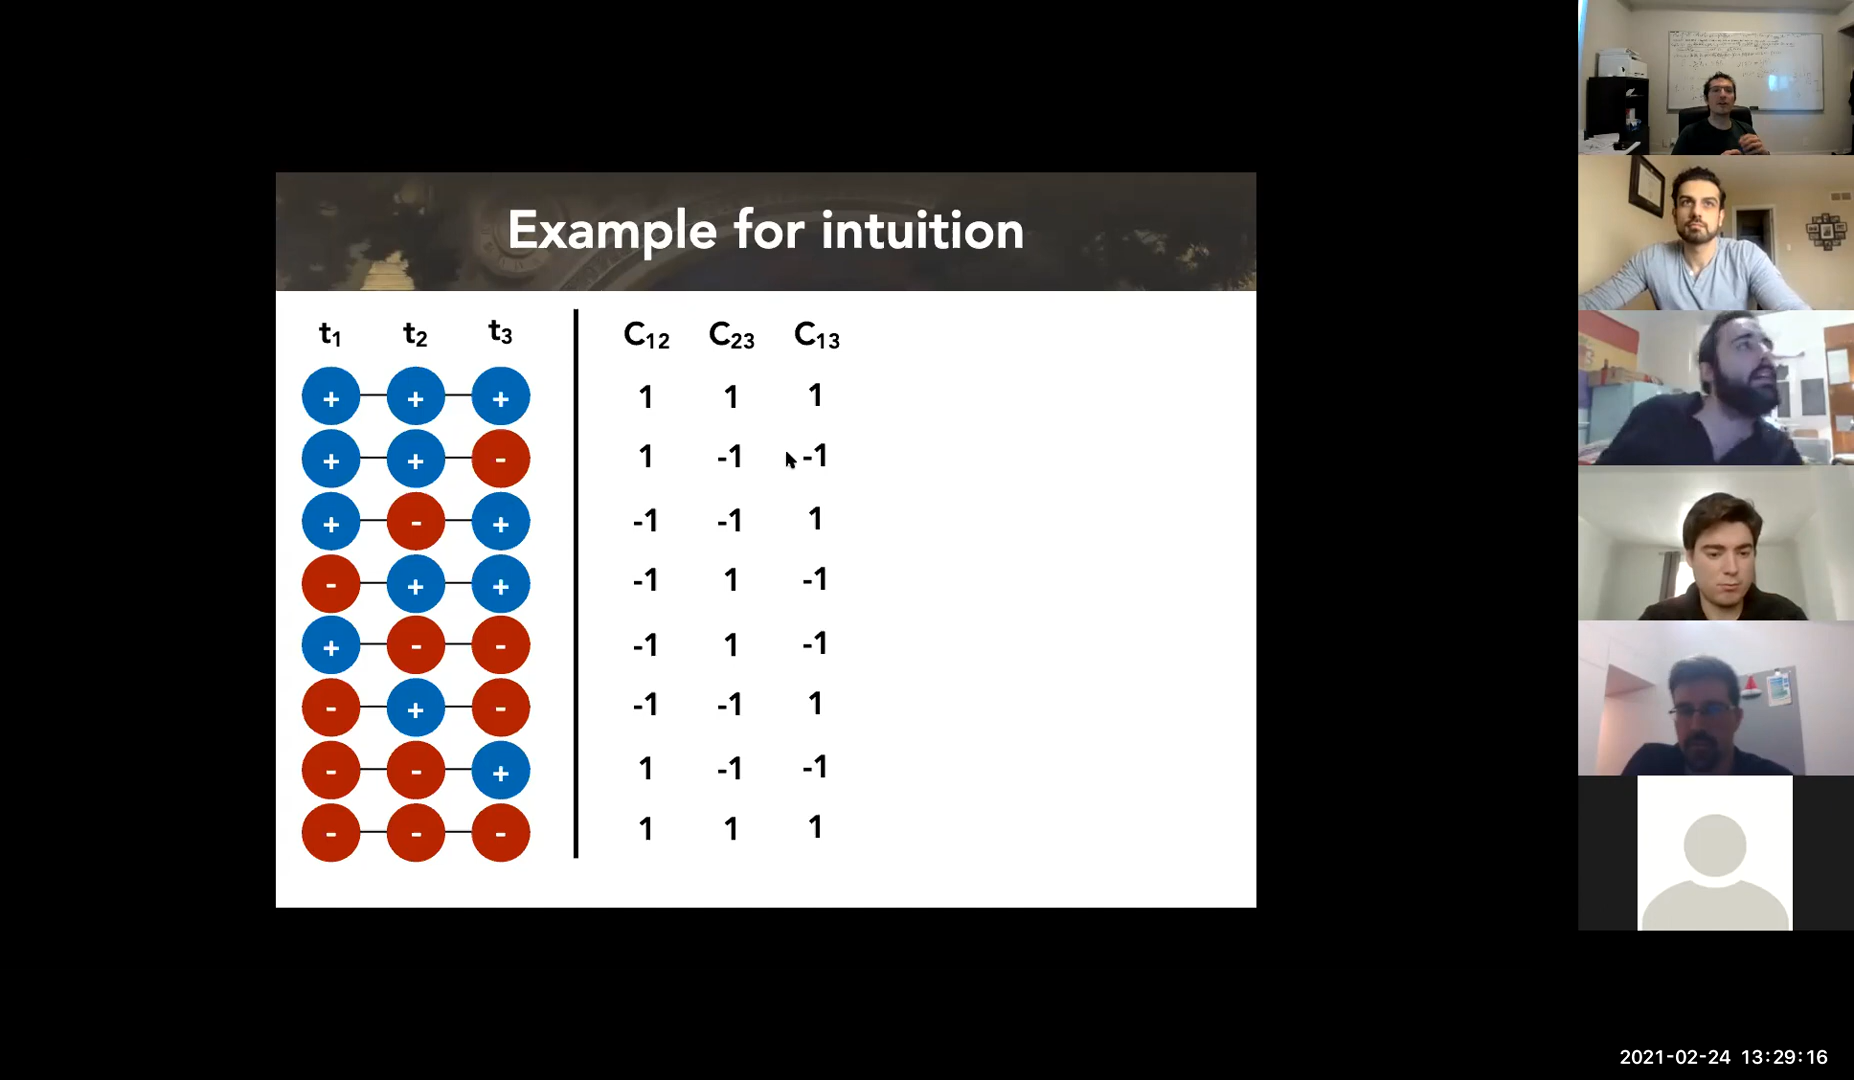 Example for intuition
t₁ t₂ t₃ C₁₂ C₂₃ C₁₃
+ + + 1 1 1
+ + - 1 -1 -1
+ - + -1 -1 1
- + + -1 1 -1
+ - - -1 1 -1
- + - -1 -1 1
- - + 1 -1 -1
- - - 1 1 1
2021-02-24 13:29:16